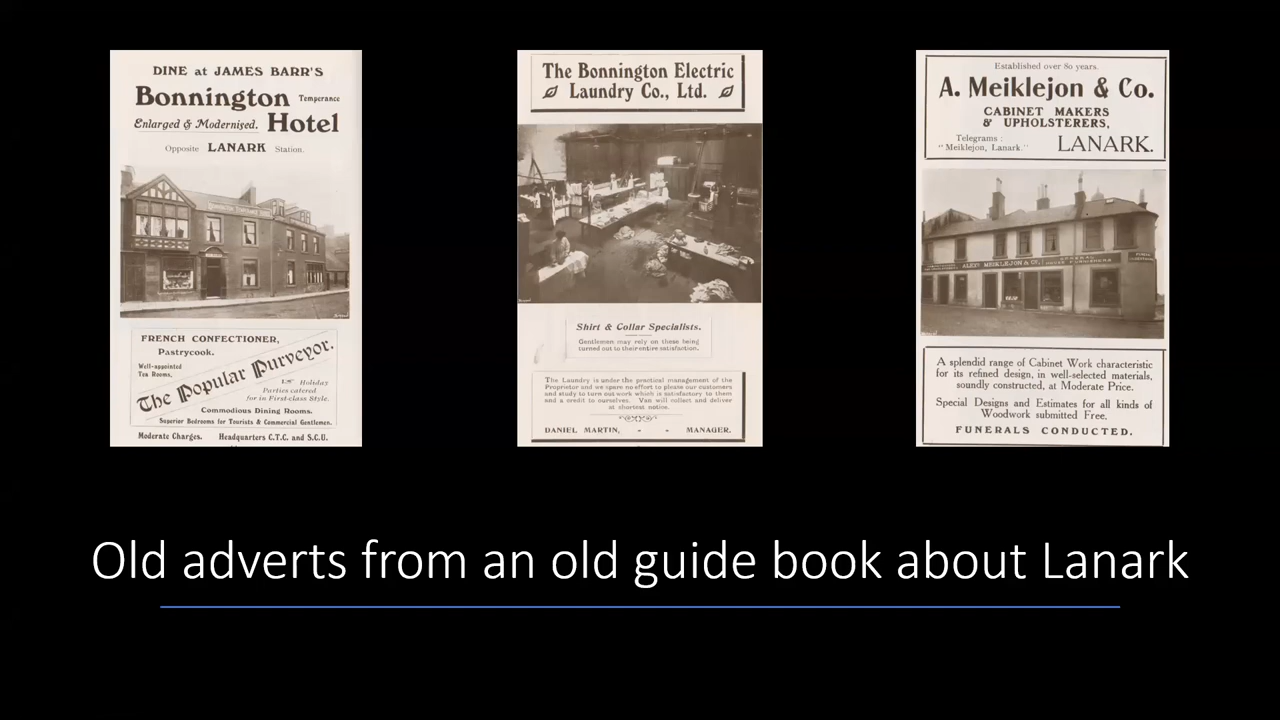 DINE at JAMES BARR'S
Bonnington Temperance
Enlarged & Modernised. Hotel
Opposite LANARK Station.
FRENCH CONFECTIONER,
Pastrycook.
Well-appointed
Tea Rooms,
The Popular Purveyor.
Holiday
Parties catered
for in First-class Style.
Commodious Dining Rooms.
Superior Bedrooms for Tourists & Commercial Gentlemen.
Moderate Charges. Headquarters C.T.C. and S.C.U.
The Bonnington Electric
Laundry Co., Ltd.
Shirt & Collar Specialists.
Gentlemen may rely on these being
turned out to their entire satisfaction.
The Laundry is under the practical management of the
Proprietor and we spare no effort to please our customers
and study to turn out work which is satisfactory to them
and a credit to ourselves. Van will collect and deliver
at shortest notice.
DANIEL MARTIN, - - MANAGER.
Established over 80 years.
A. Meiklejon & Co.
CABINET MAKERS
& UPHOLSTERERS,
Telegrams :
"Meiklejon, Lanark." LANARK.
ALEXR MEIKLEJON & CO.
A splendid range of Cabinet Work characteristic
for its refined design, in well-selected materials,
soundly constructed, at Moderate Price.
Special Designs and Estimates for all kinds of
Woodwork submitted Free.
FUNERALS CONDUCTED.
Old adverts from an old guide book about Lanark